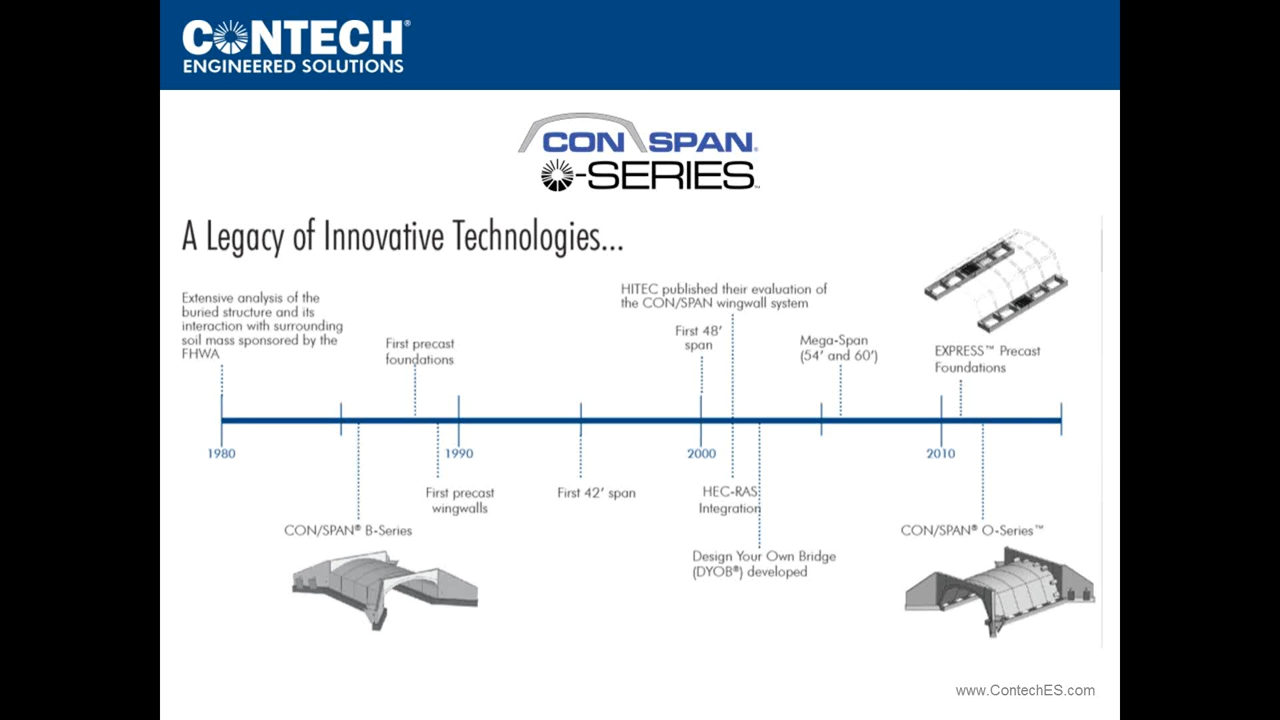 CONTECH®
ENGINEERED SOLUTIONS
CON SPAN®
O-SERIES™
A Legacy of Innovative Technologies...
Extensive analysis of the
buried structure and its
interaction with surrounding
soil mass sponsored by the
FHWA
First precast
foundations
HITEC published their evaluation of
the CON/SPAN wingwall system
First 48'
span
Mega-Span
(54' and 60')
EXPRESS™ Precast
Foundations
1980
1990
2000
2010
First precast
wingwalls
First 42' span
HEC-RAS
Integration
CON/SPAN® B-Series
CON/SPAN® O-Series™
Design Your Own Bridge
(DYOB®) developed
www.ContechES.com